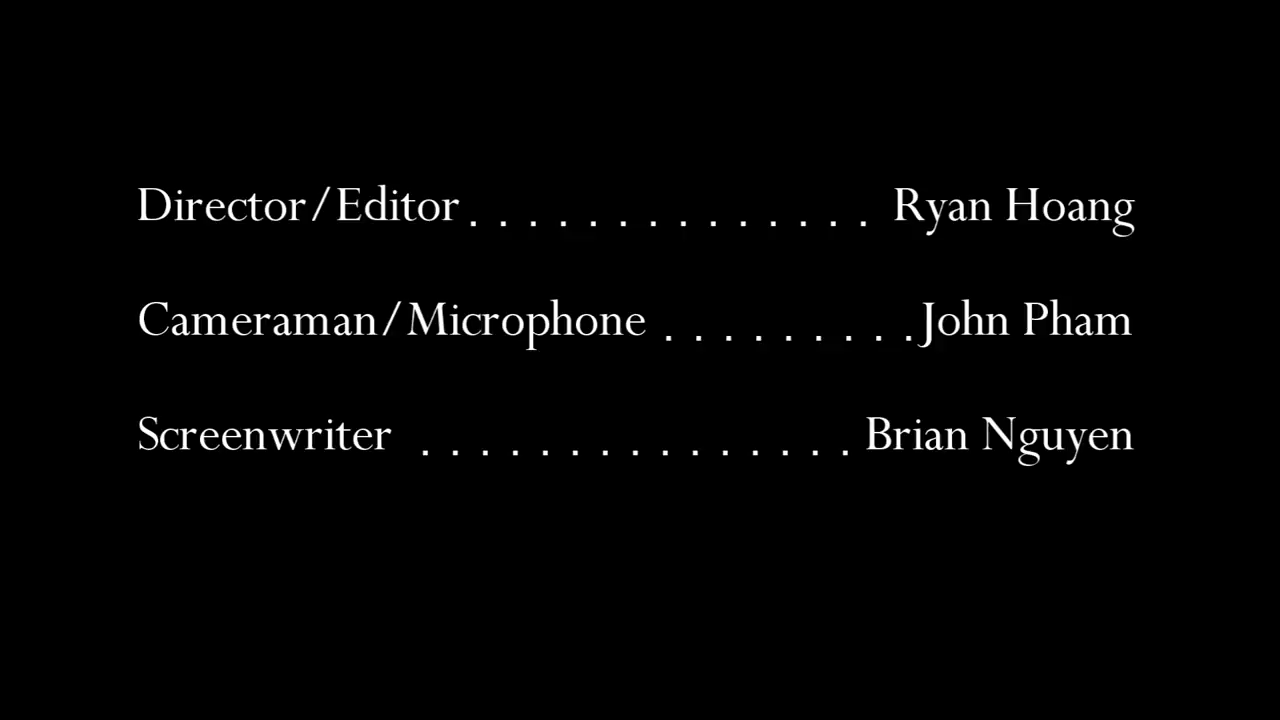 Director/Editor . . . . . . . . . . . . . . Ryan Hoang
Cameraman/Microphone . . . . . . . . . John Pham
Screenwriter . . . . . . . . . . . . . . . Brian Nguyen